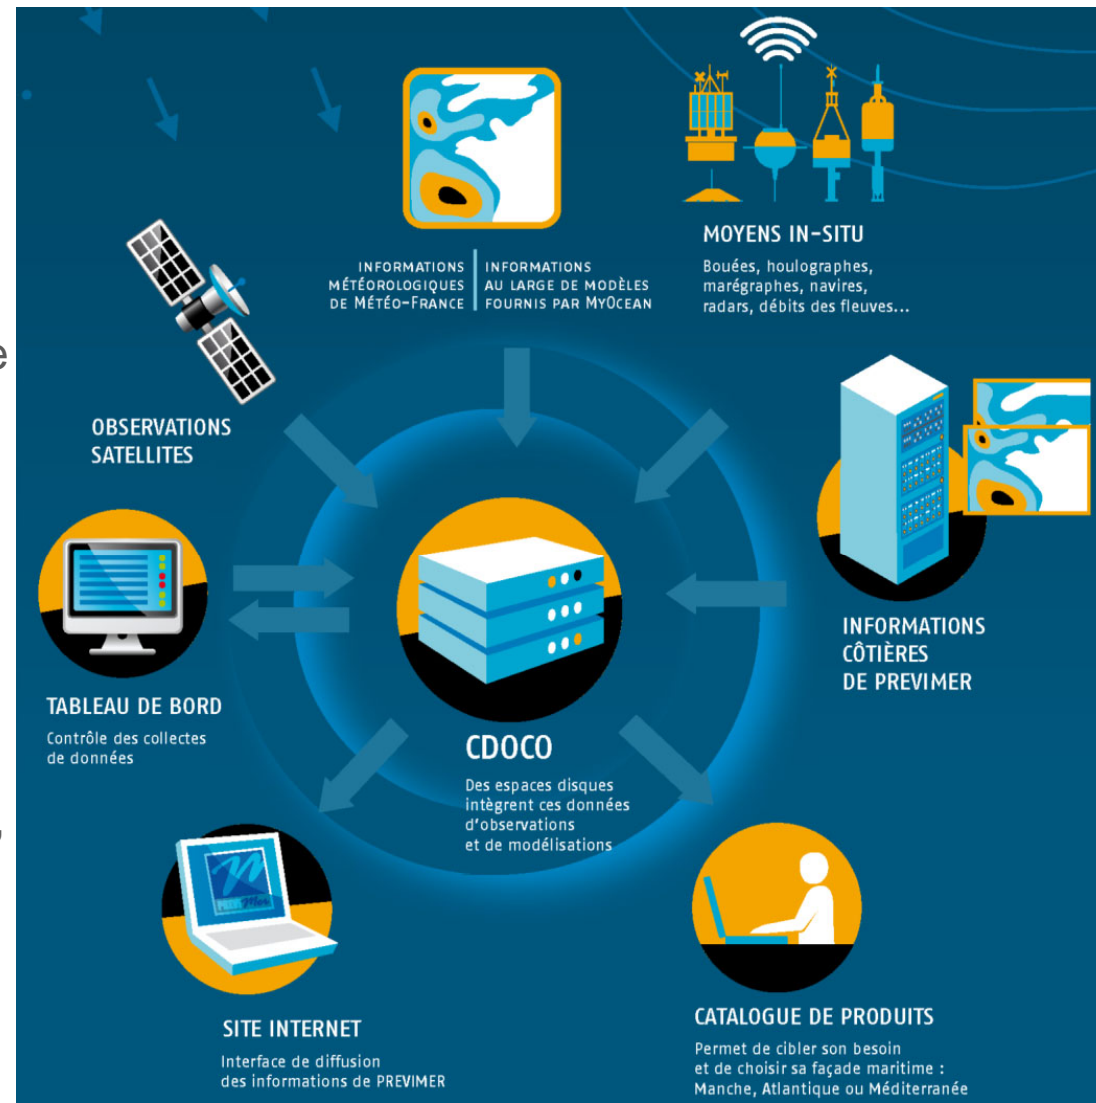 MOYENS IN-SITU
Bouées, houlographes,
marégraphes, navires,
radars, débits des fleuves...
INFORMATIONS
MÉTÉOROLOGIQUES
DE MÉTÉO-FRANCE
INFORMATIONS
AU LARGE DE MODÈLES
FOURNIS PAR MYOCEAN
e
OBSERVATIONS
SATELLITES
INFORMATIONS
CÔTIÈRES
DE PREVIMER
TABLEAU DE BORD
Contrôle des collectes
de données
CDOCO
Des espaces disques
intègrent ces données
d'observations
et de modélisations
,
SITE INTERNET
Interface de diffusion
des informations de PREVIMER
CATALOGUE DE PRODUITS
Permet de cibler son besoin
et de choisir sa façade maritime :
Manche, Atlantique ou Méditerranée